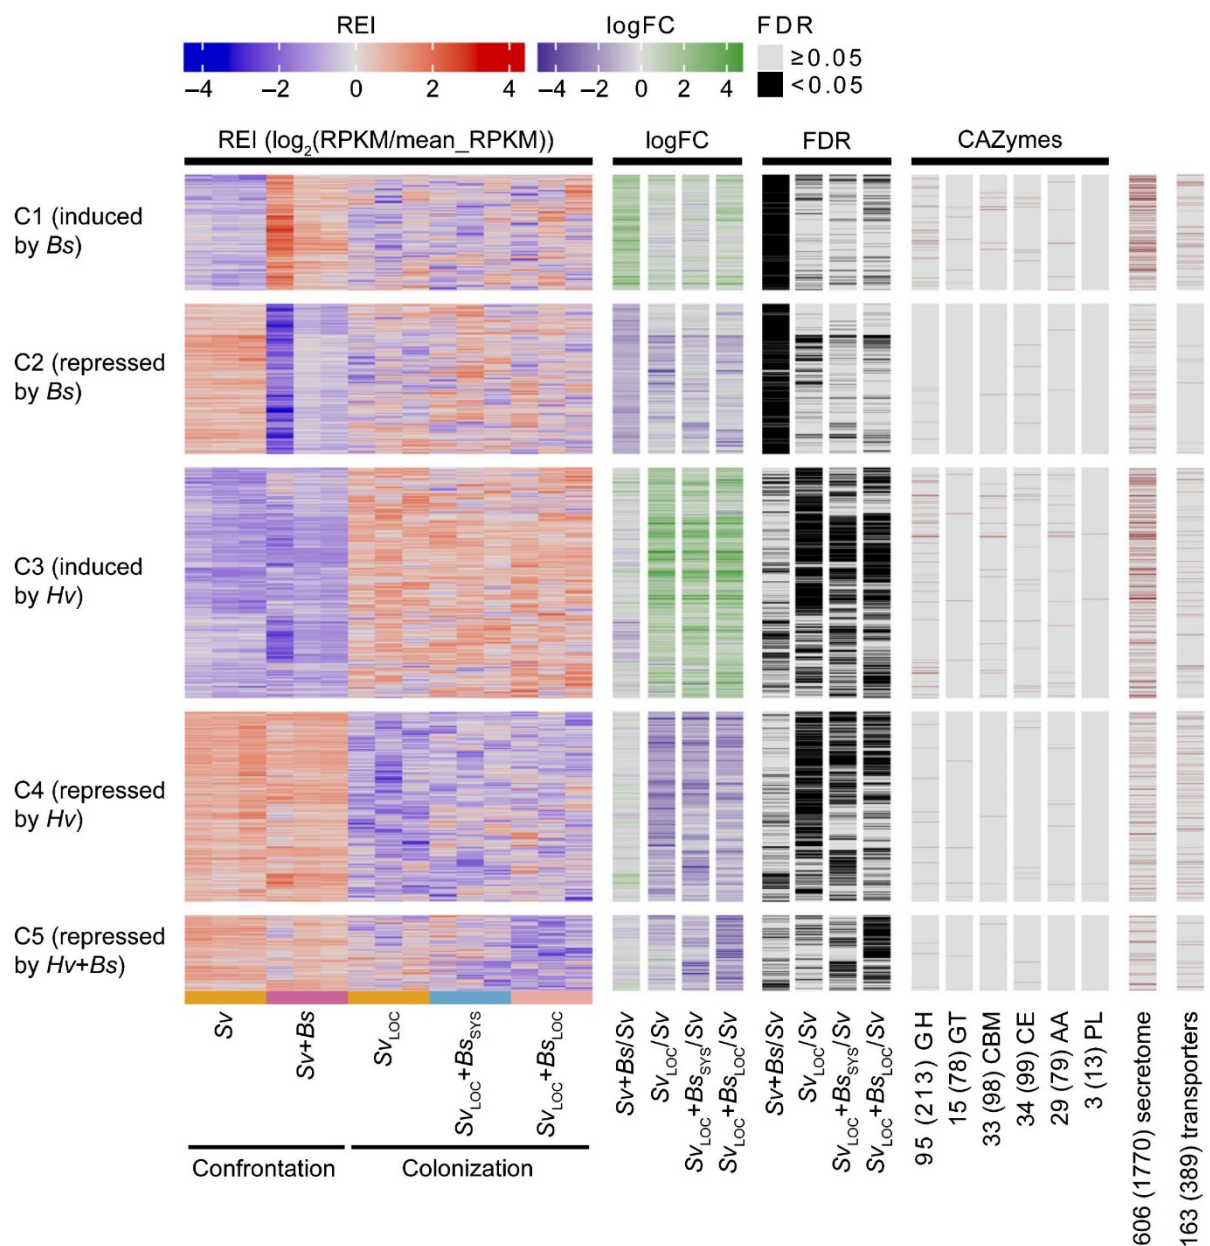 REI
logFC
FDR
−4 −2 0 2 4
−4 −2 0 2 4
≥0.05
<0.05
REI (log2(RPKM/mean_RPKM))
logFC
FDR
CAZymes
C1 (induced
by Bs)
C2 (repressed
by Bs)
C3 (induced
by Hv)
C4 (repressed
by Hv)
C5 (repressed
by Hv+Bs)
Sv
Sv+Bs
SvLOC
SvLOC+BsSYS
SvLOC+BsLOC
Sv+Bs/Sv
SvLOC/Sv
SvLOC+BsSYS/Sv
SvLOC+BsLOC/Sv
Sv+Bs/Sv
SvLOC/Sv
SvLOC+BsSYS/Sv
SvLOC+BsLOC/Sv
95 (213) GH
15 (78) GT
33 (98) CBM
34 (99) CE
29 (79) AA
3 (13) PL
606 (1770) secretome
163 (389) transporters
Confrontation
Colonization